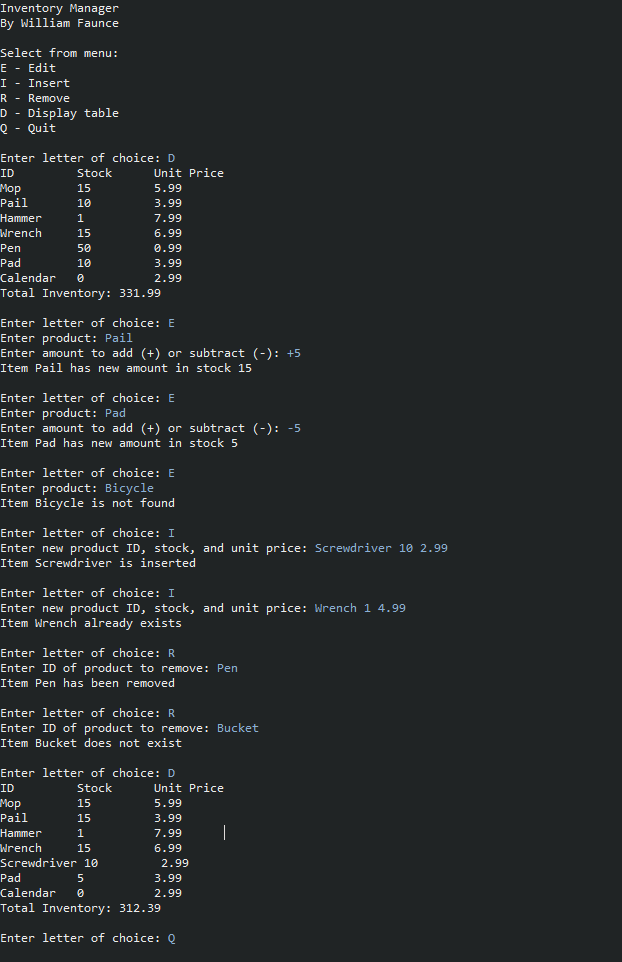 Inventory Manager
By William Faunce
Select from menu:
E - Edit
I - Insert
R - Remove
D - Display table
Q - Quit
Enter letter of choice: D
ID Stock Unit Price
Mop 15 5.99
Pail 10 3.99
Hammer 1 7.99
Wrench 15 6.99
Pen 50 0.99
Pad 10 3.99
Calendar 0 2.99
Total Inventory: 331.99
Enter letter of choice: E
Enter product: Pail
Enter amount to add (+) or subtract (-): +5
Item Pail has new amount in stock 15
Enter letter of choice: E
Enter product: Pad
Enter amount to add (+) or subtract (-): -5
Item Pad has new amount in stock 5
Enter letter of choice: E
Enter product: Bicycle
Item Bicycle is not found
Enter letter of choice: I
Enter new product ID, stock, and unit price: Screwdriver 10 2.99
Item Screwdriver is inserted
Enter letter of choice: I
Enter new product ID, stock, and unit price: Wrench 1 4.99
Item Wrench already exists
Enter letter of choice: R
Enter ID of product to remove: Pen
Item Pen has been removed
Enter letter of choice: R
Enter ID of product to remove: Bucket
Item Bucket does not exist
Enter letter of choice: D
ID Stock Unit Price
Mop 15 5.99
Pail 15 3.99
Hammer 1 7.99
Wrench 15 6.99
Screwdriver 10 2.99
Pad 5 3.99
Calendar 0 2.99
Total Inventory: 312.39
Enter letter of choice: Q